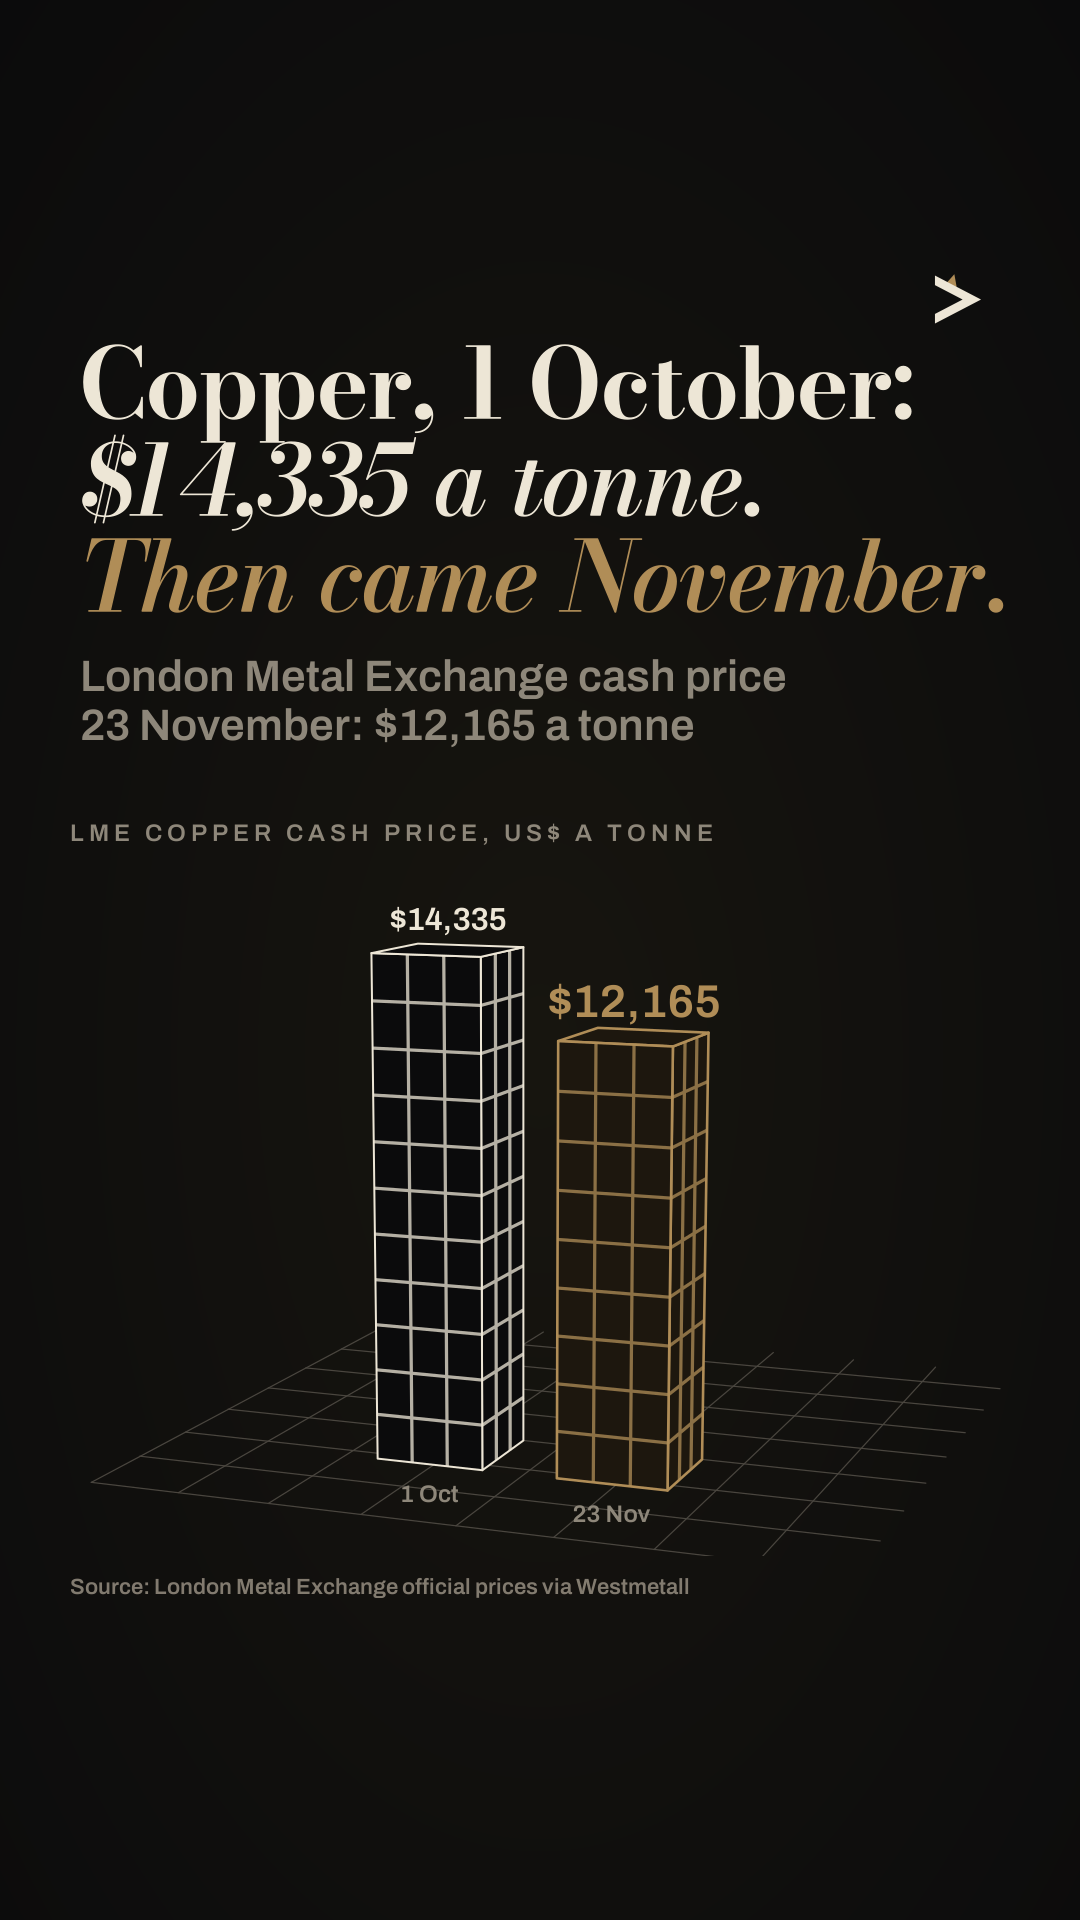 Copper, 1 October:
$14,335 a tonne.
Then came November.
London Metal Exchange cash price
23 November: $12,165 a tonne
LME COPPER CASH PRICE, US$ A TONNE
$14,335
$12,165
1 Oct
23 Nov
Source: London Metal Exchange official prices via Westmetall